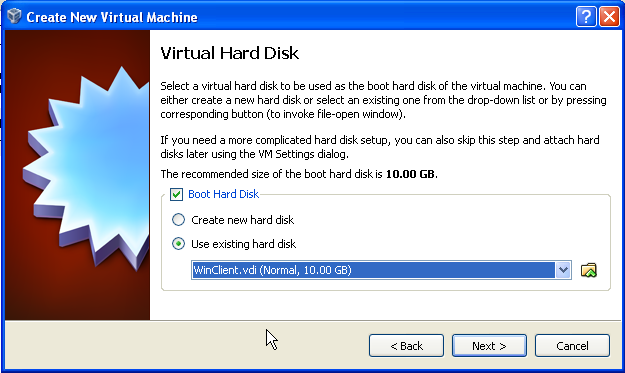 Create New Virtual Machine
Virtual Hard Disk
Select a virtual hard disk to be used as the boot hard disk of the virtual machine. You can
either create a new hard disk or select an existing one from the drop-down list or by pressing
corresponding button (to invoke file-open window).
If you need a more complicated hard disk setup, you can also skip this step and attach hard
disks later using the VM Settings dialog.
The recommended size of the boot hard disk is 10.00 GB.
Boot Hard Disk
Create new hard disk
Use existing hard disk
WinClient.vdi (Normal, 10.00 GB)
< Back Next > Cancel